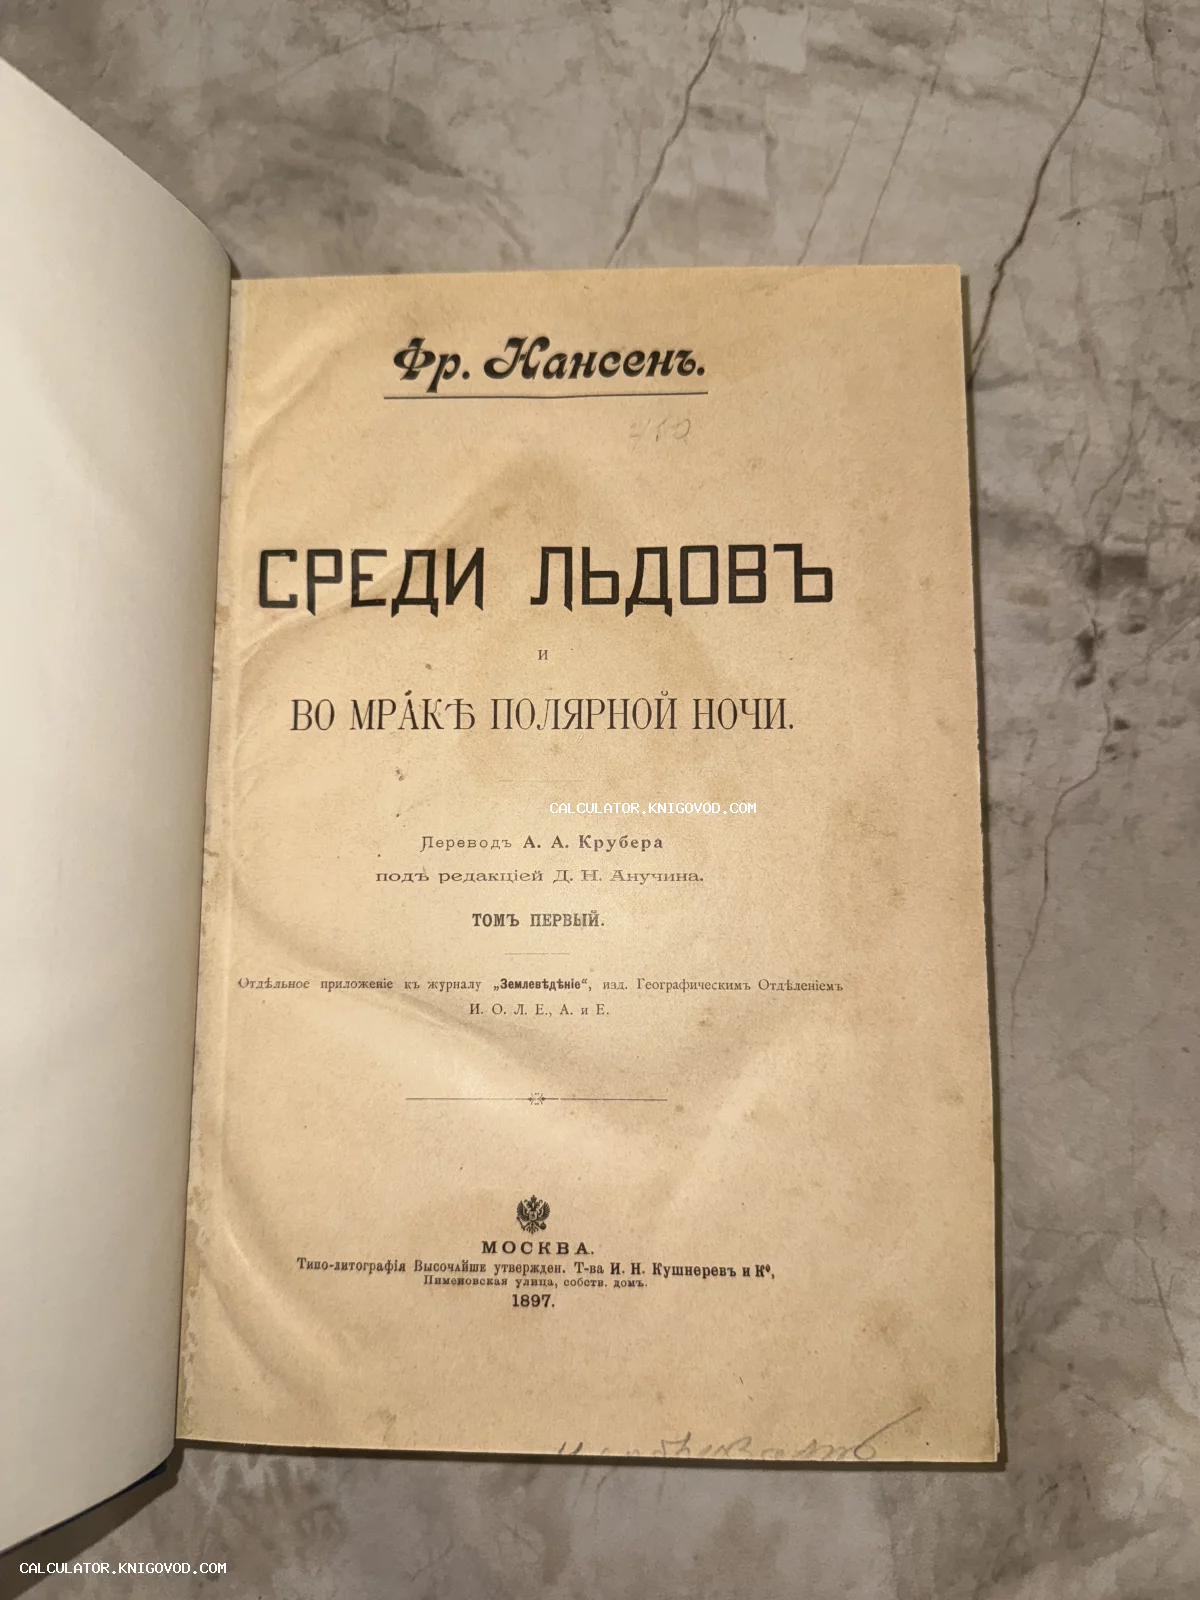 Фр. Нансенъ.
СРЕДИ ЛЬДОВЪ
и
ВО МРА́КѢ ПОЛЯРНОЙ НОЧИ.
CALCULATOR.KNIGOVOD.COM
Переводъ А. А. Крубера
подъ редакціей Д. Н. Анучина.
ТОМЪ ПЕРВЫЙ.
Отдѣльное приложеніе къ журналу „Землевѣдѣніе“, изд. Географическимъ Отдѣленіемъ
И. О. Л. Е., А. и Е.
МОСКВА.
Типо-литографія Высочайше утвержден. Т-ва И. Н. Кушнеревъ и Ко,
Пименовская улица, собств. домъ.
1897.
CALCULATOR.KNIGOVOD.COM